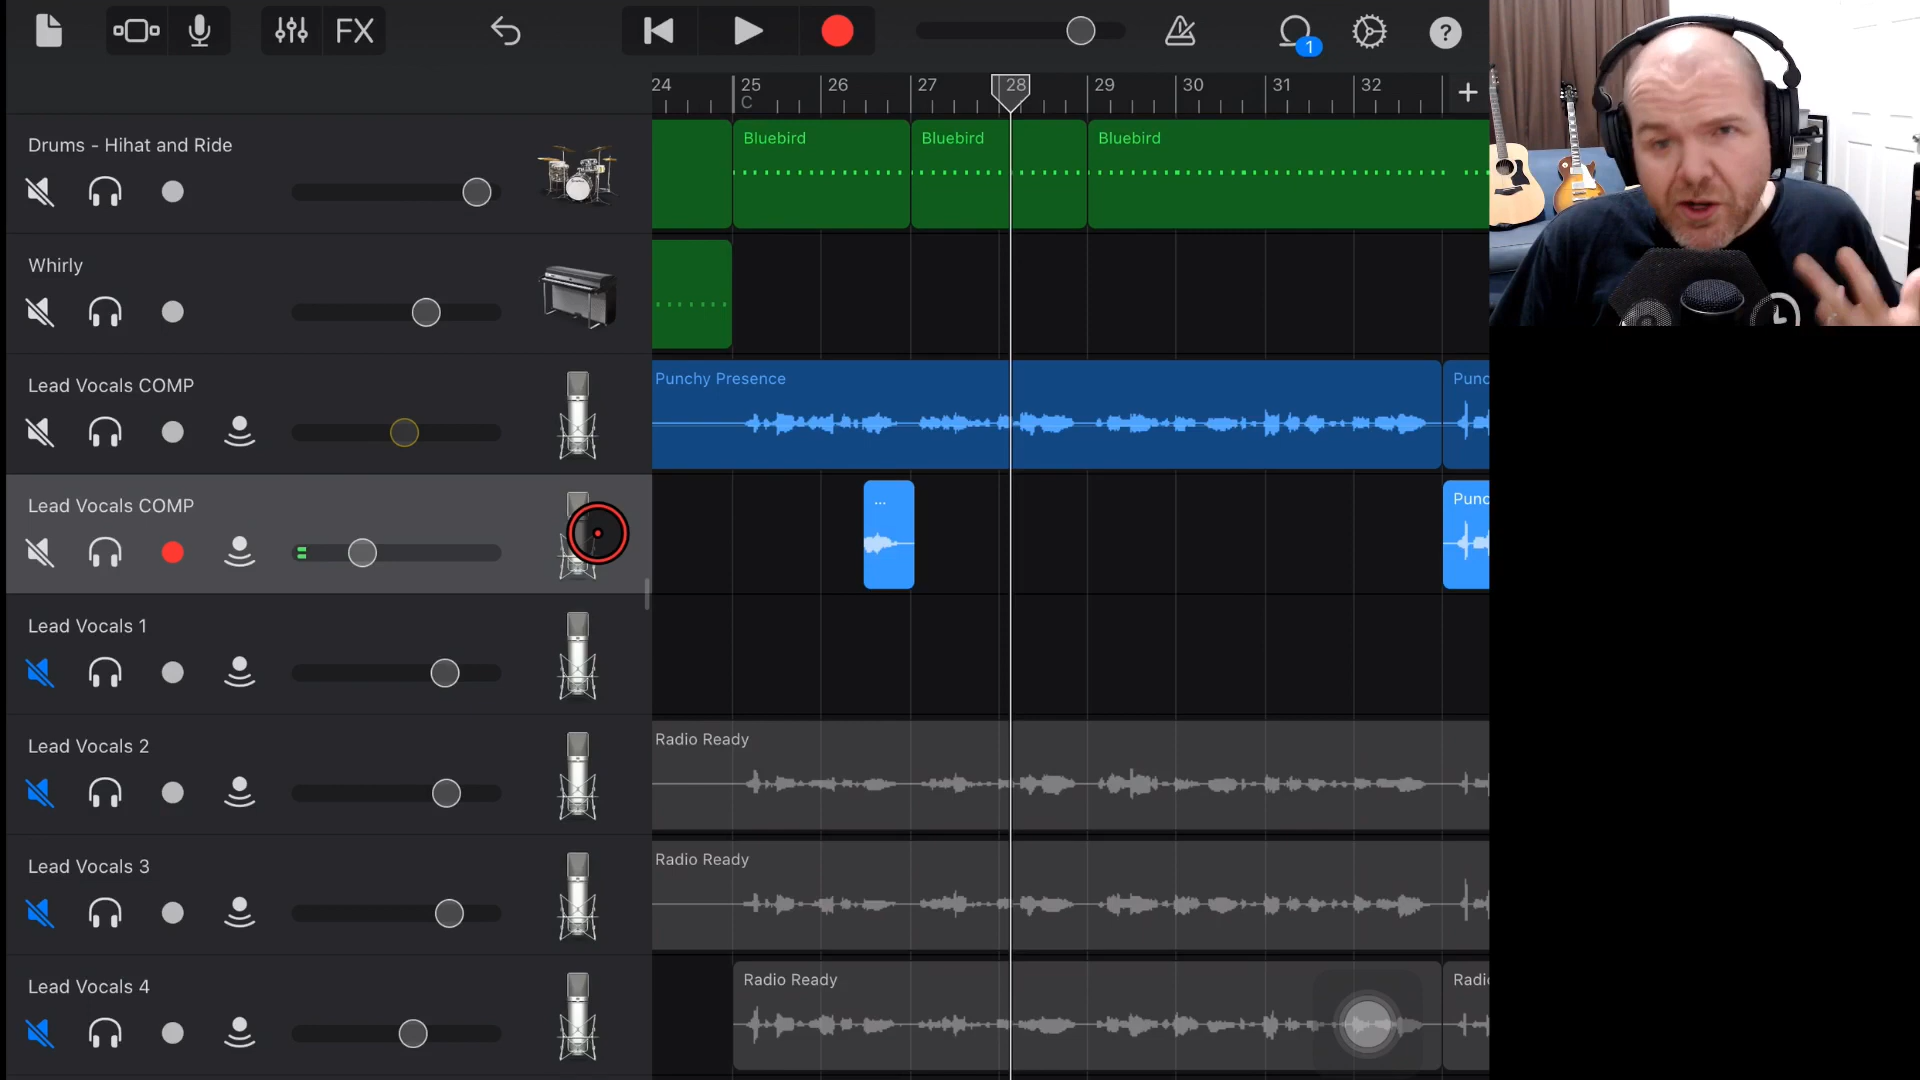 FX
1
?
24 25 26 27 28 29 30 31 32 +
C
Drums - Hihat and Ride
Bluebird Bluebird Bluebird
Whirly
Lead Vocals COMP
Punchy Presence Punc
Lead Vocals COMP
... Punc
Lead Vocals 1
Lead Vocals 2
Radio Ready
Lead Vocals 3
Radio Ready
Lead Vocals 4
Radio Ready Radi